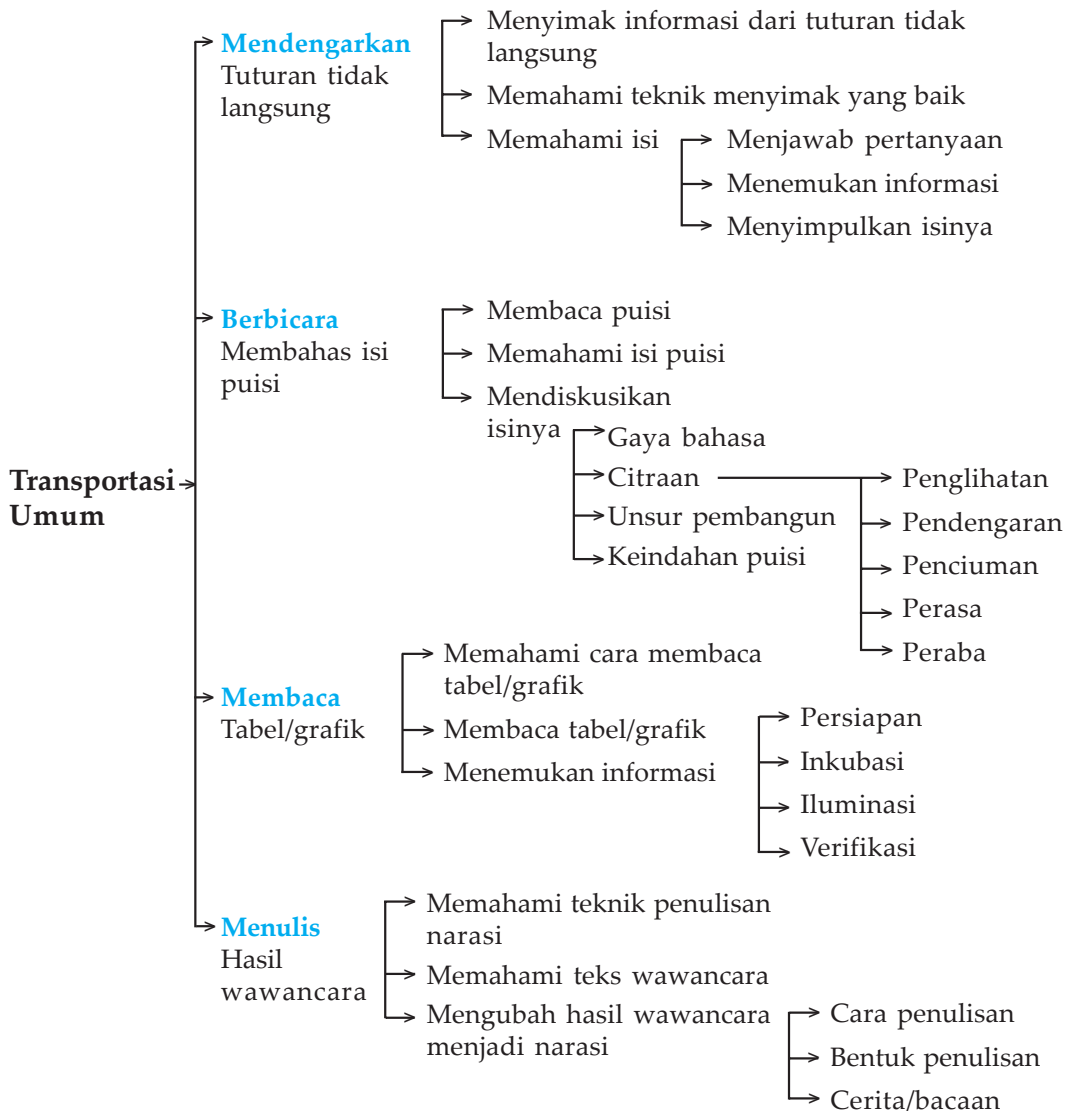 Transportasi
Umum
Mendengarkan
Tuturan tidak
langsung
Menyimak informasi dari tuturan tidak
langsung
Memahami teknik menyimak yang baik
Memahami isi
Menjawab pertanyaan
Menemukan informasi
Menyimpulkan isinya
Berbicara
Membahas isi
puisi
Membaca puisi
Memahami isi puisi
Mendiskusikan
isinya
Gaya bahasa
Citraan
Penglihatan
Pendengaran
Penciuman
Perasa
Peraba
Unsur pembangun
Keindahan puisi
Membaca
Tabel/grafik
Memahami cara membaca
tabel/grafik
Membaca tabel/grafik
Menemukan informasi
Persiapan
Inkubasi
Iluminasi
Verifikasi
Menulis
Hasil
wawancara
Memahami teknik penulisan
narasi
Memahami teks wawancara
Mengubah hasil wawancara
menjadi narasi
Cara penulisan
Bentuk penulisan
Cerita/bacaan